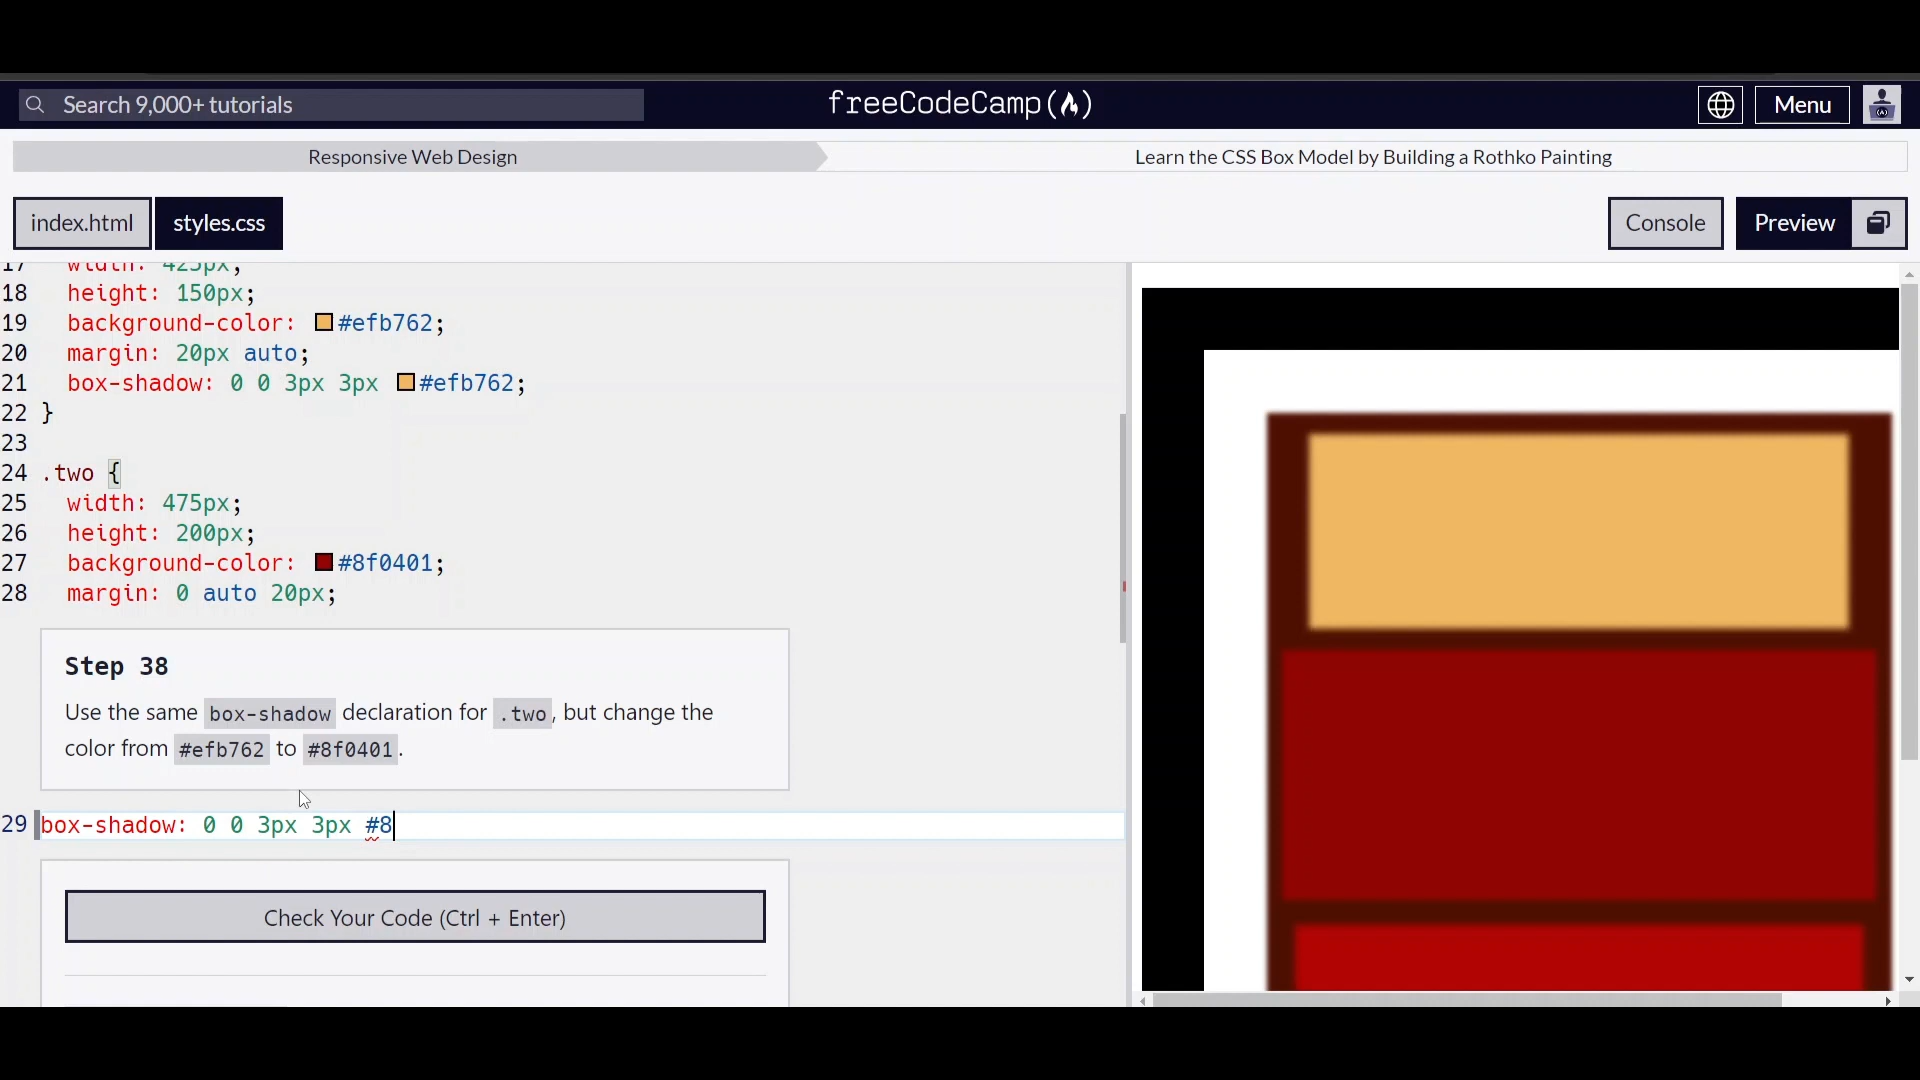 Search 9,000+ tutorials
freeCodeCamp
Menu
Responsive Web Design
Learn the CSS Box Model by Building a Rothko Painting
index.html
styles.css
Console
Preview
17 width: 425px;
18 height: 150px;
19 background-color: #efb762;
20 margin: 20px auto;
21 box-shadow: 0 0 3px 3px #efb762;
22 }
23
24 .two {
25 width: 475px;
26 height: 200px;
27 background-color: #8f0401;
28 margin: 0 auto 20px;
Step 38
Use the same box-shadow declaration for .two, but change the
color from #efb762 to #8f0401.
29 box-shadow: 0 0 3px 3px #8
Check Your Code (Ctrl + Enter)